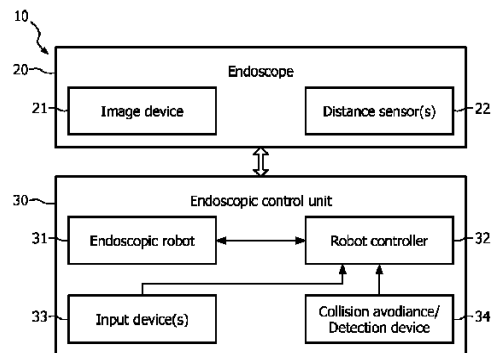 10
20
Endoscope
21
Image device
Distance sensor(s)
22
30
Endoscopic control unit
31
Endoscopic robot
Robot controller
32
33
Input device(s)
Collision avodiance/
Detection device
34